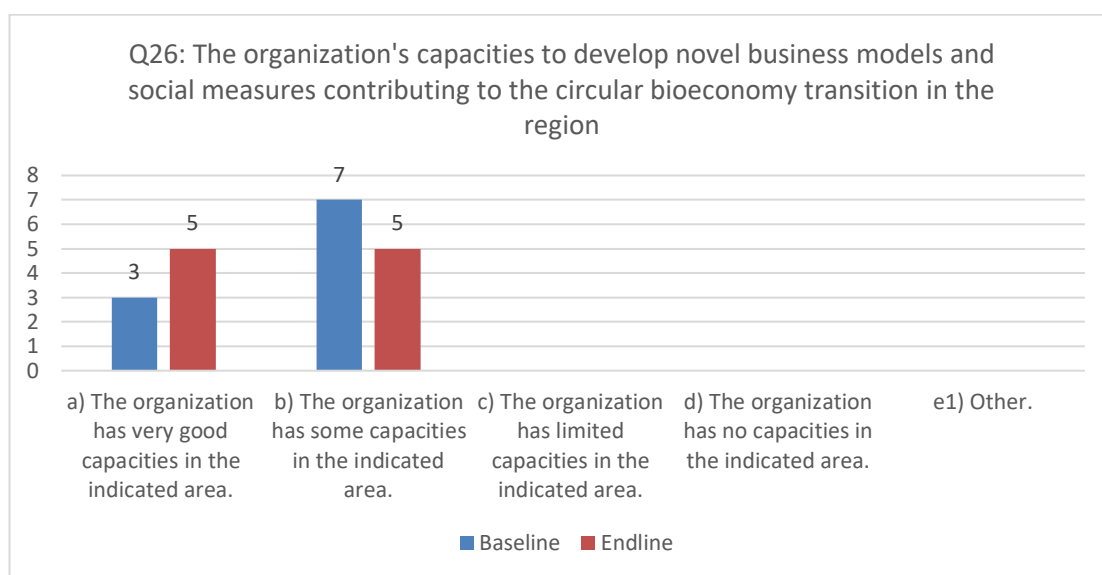 Q26: The organization's capacities to develop novel business models and
social measures contributing to the circular bioeconomy transition in the
region
8
7
6
5
4
3
2
1
0
3
5
7
5
a) The organization
has very good
capacities in the
indicated area.
b) The organization
has some capacities
in the indicated
area.
c) The organization
has limited
capacities in the
indicated area.
d) The organization
has no capacities in
the indicated area.
e1) Other.
Baseline
Endline